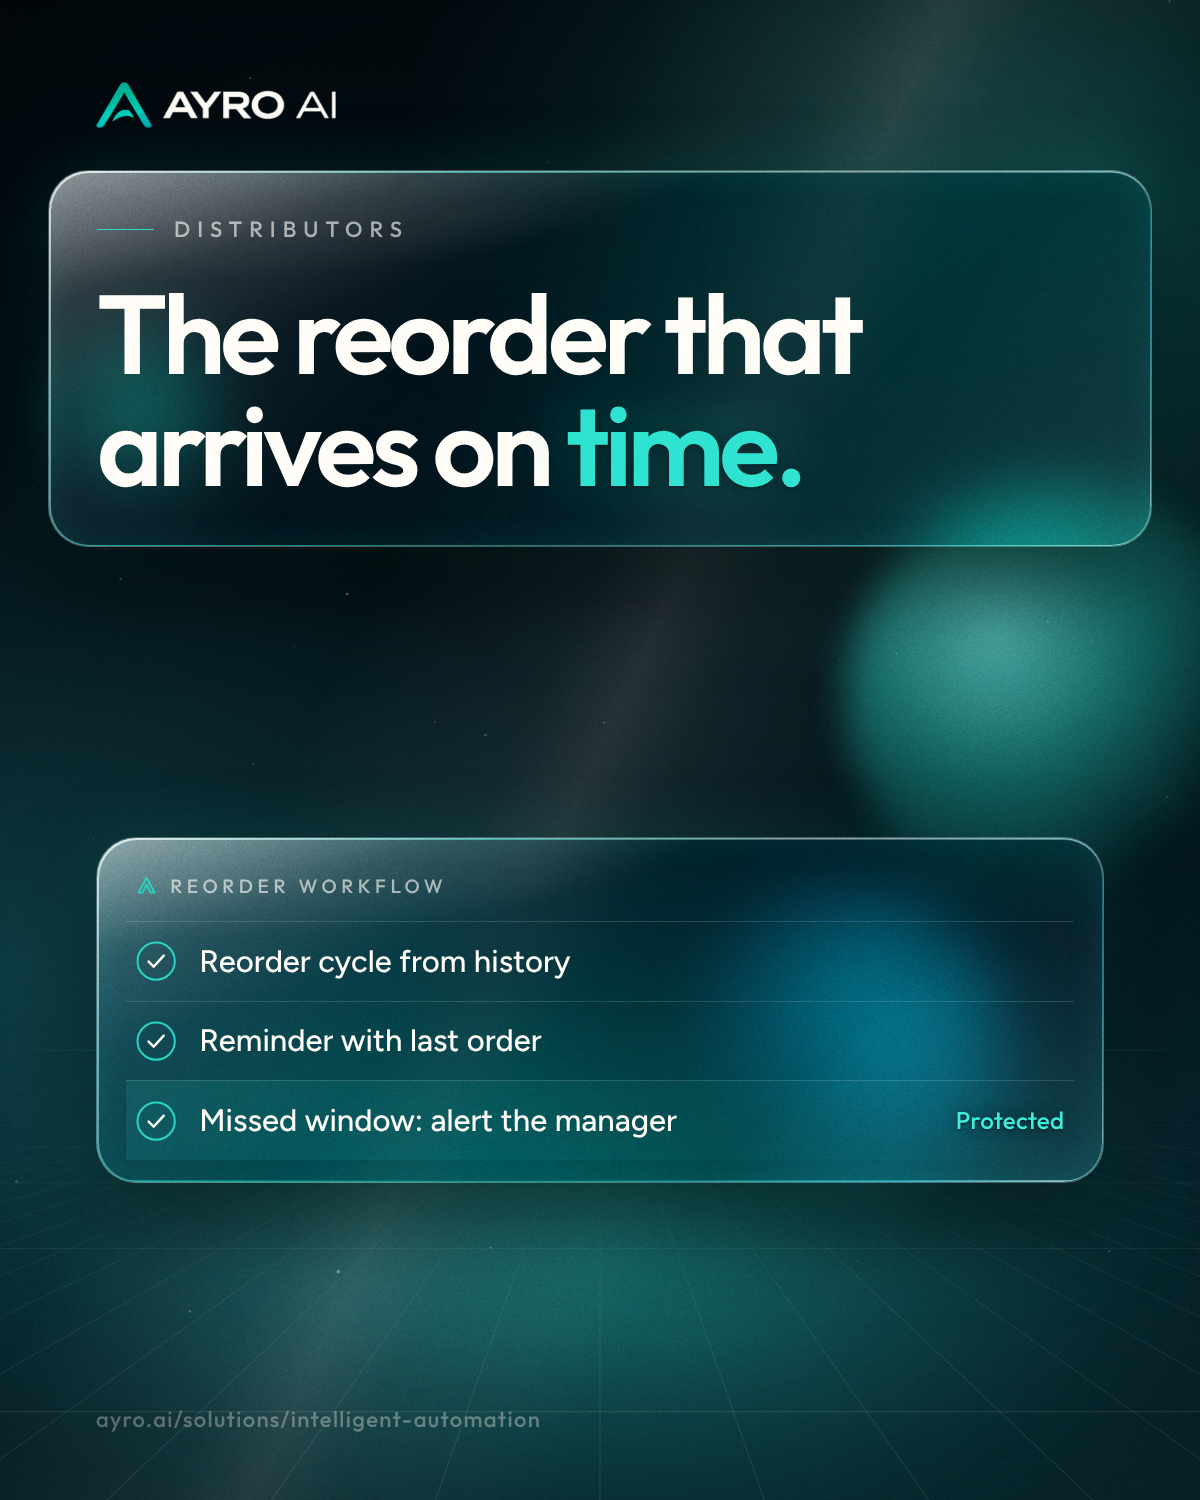 AYRO AI
DISTRIBUTORS
The reorder that
arrives on time.
REORDER WORKFLOW
Reorder cycle from history
Reminder with last order
Missed window: alert the manager
Protected
ayro.ai/solutions/intelligent-automation